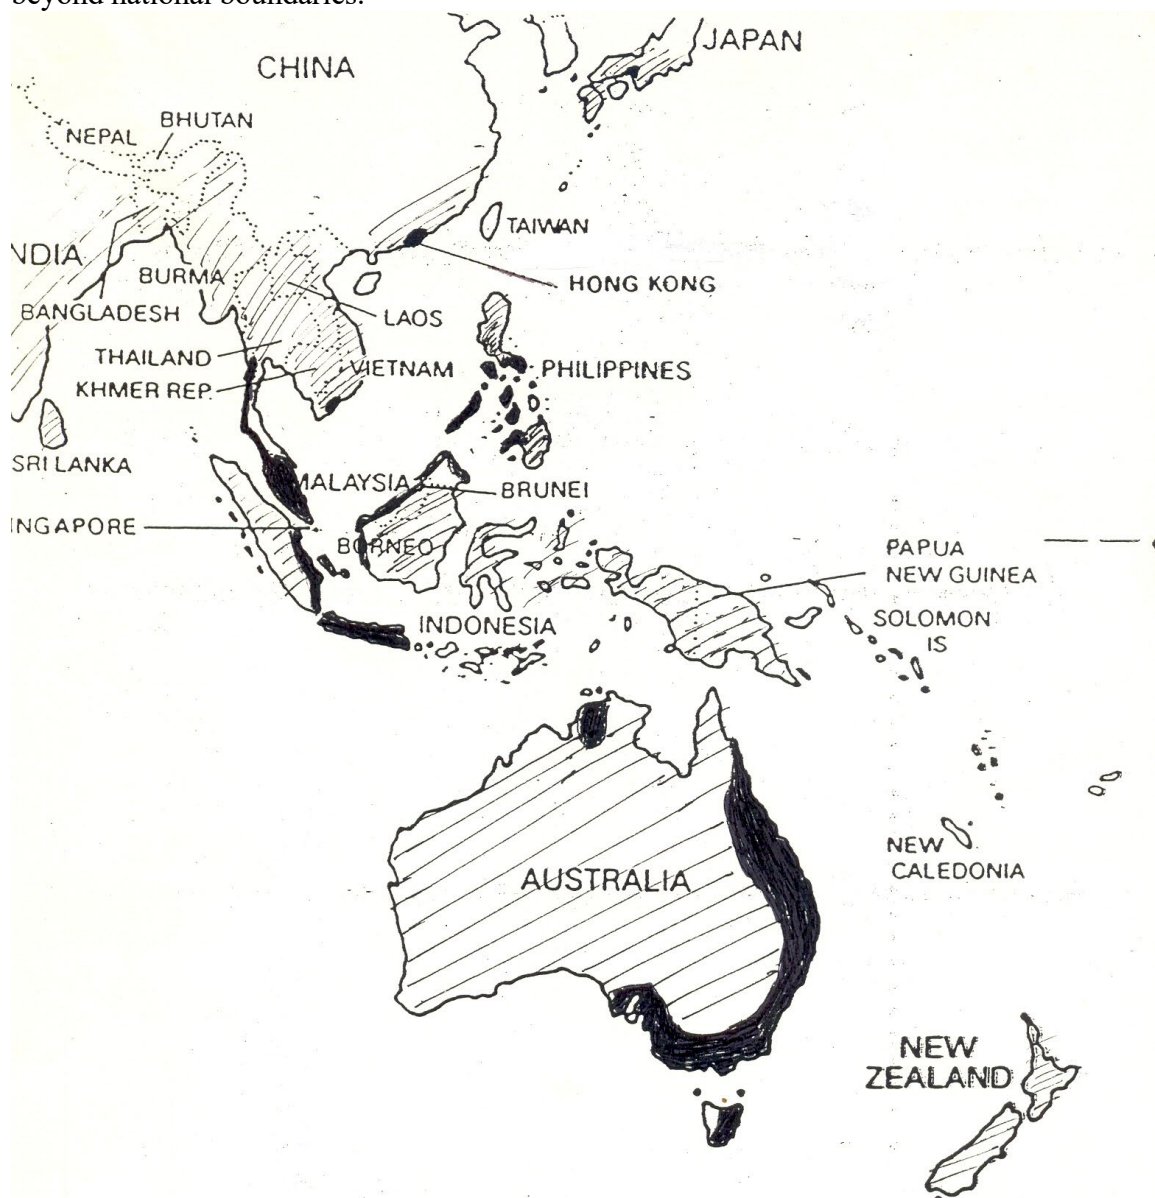 beyond national boundaries.
JAPAN
CHINA
BHUTAN
NEPAL
TAIWAN
NDIA
BURMA
HONG KONG
BANGLADESH
LAOS
THAILAND
VIETNAM
PHILIPPINES
KHMER REP.
SRI LANKA
MALAYSIA
BRUNEI
INGAPORE
BORNEO
PAPUA
NEW GUINEA
INDONESIA
SOLOMON
IS
NEW
CALEDONIA
AUSTRALIA
NEW
ZEALAND